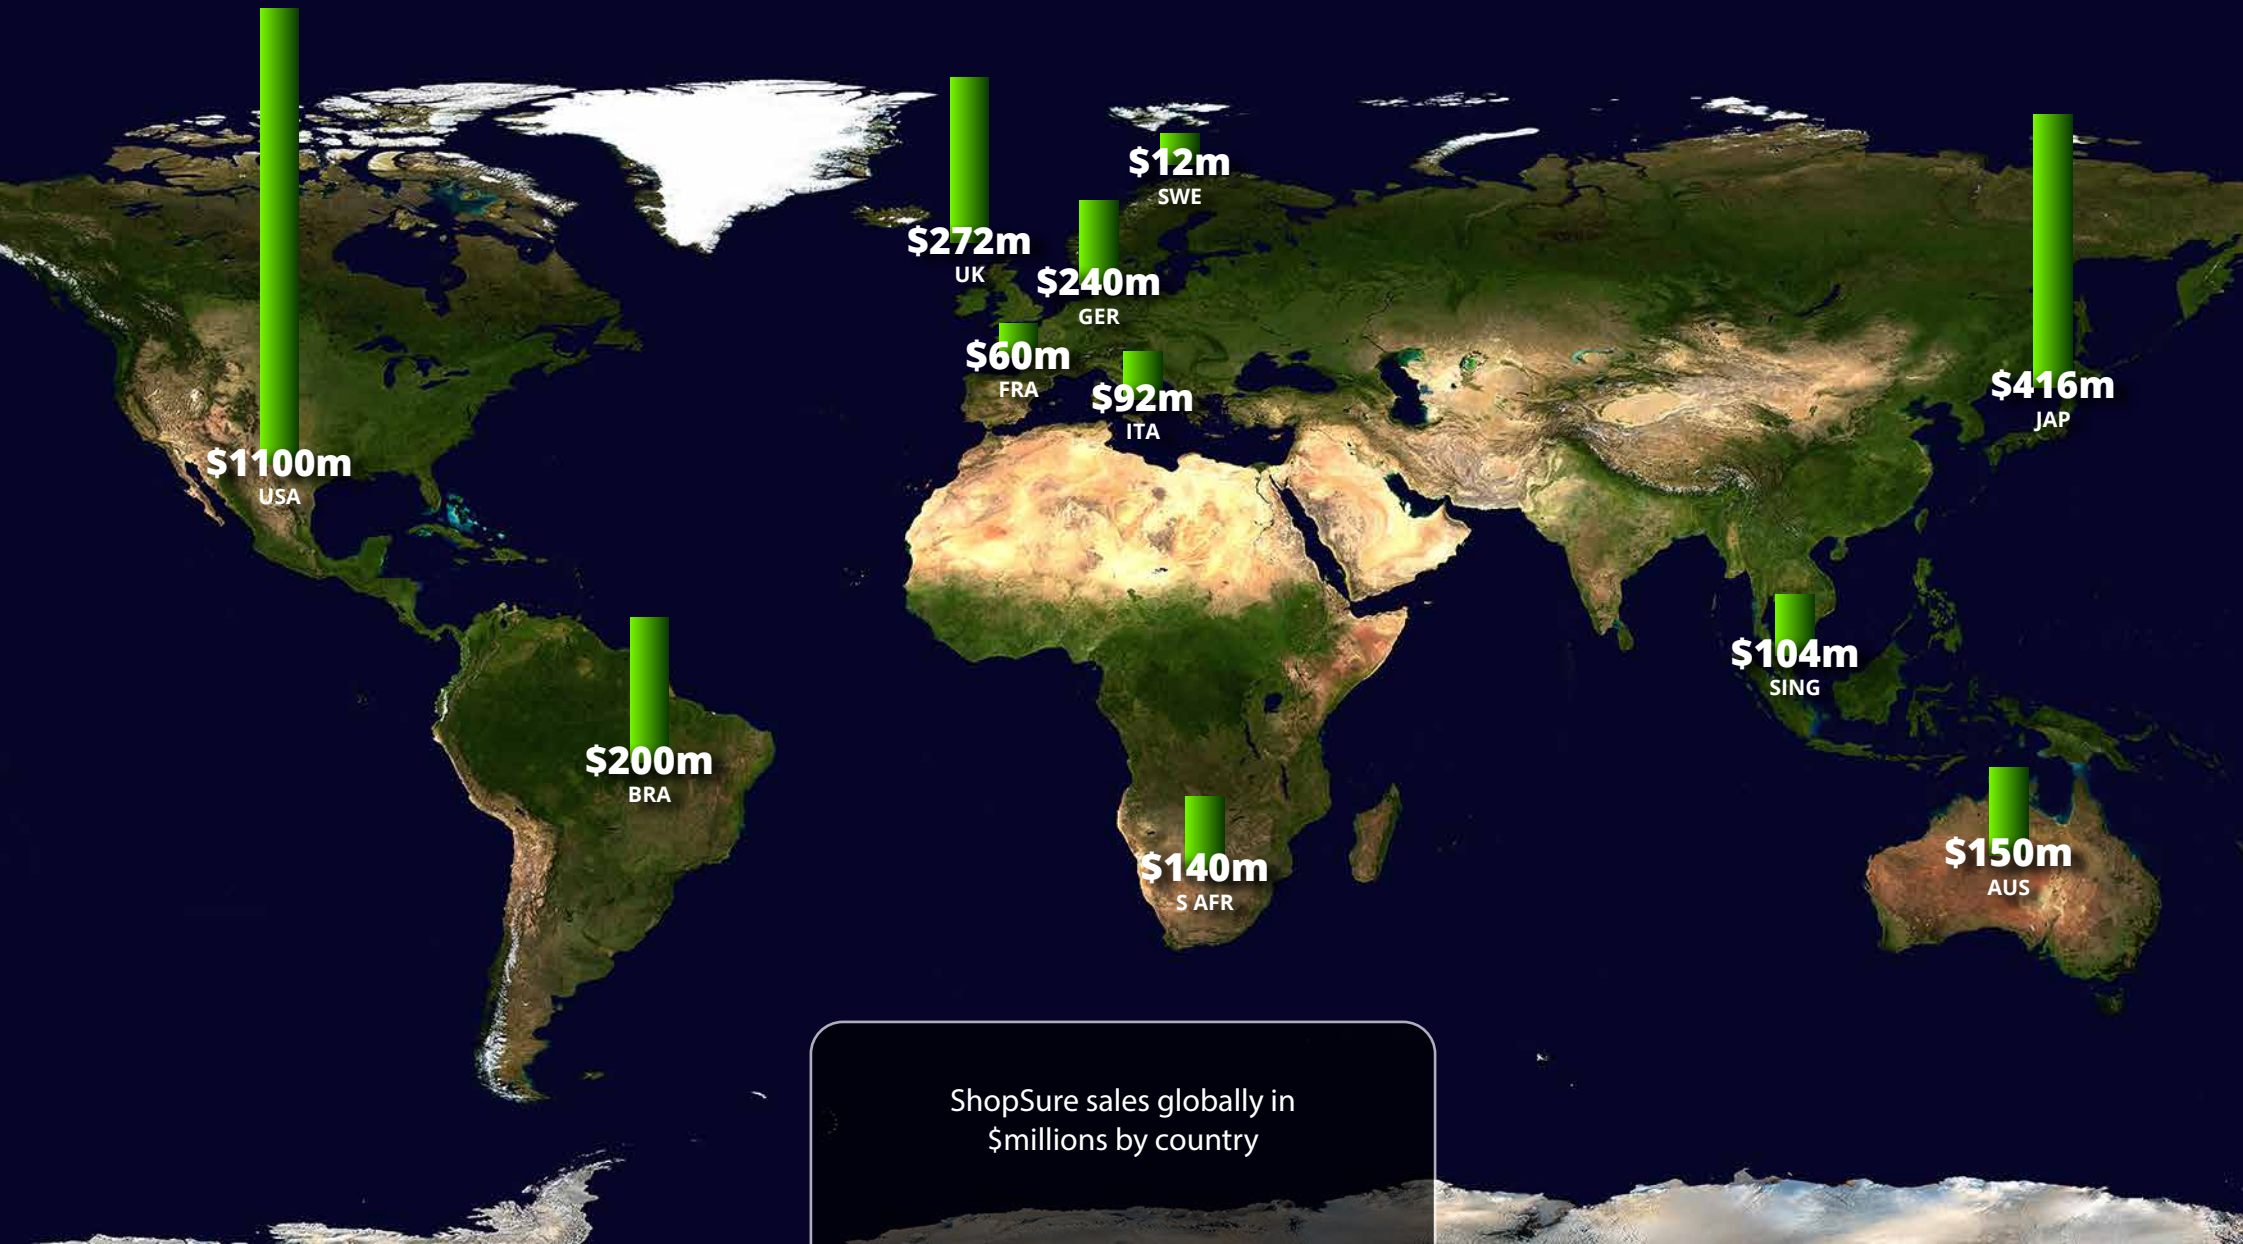 $12m
SWE
$272m
UK
$240m
GER
$60m
FRA
$92m
ITA
$416m
JAP
$1100m
USA
$104m
SING
$200m
BRA
$140m
S AFR
$150m
AUS
ShopSure sales globally in
$millions by country